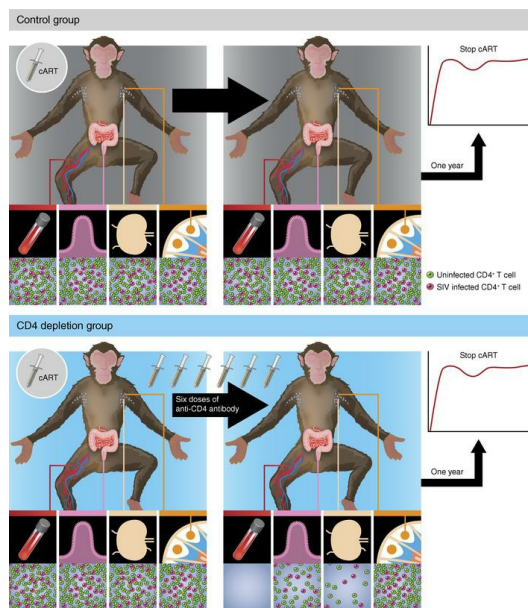 Control group
cART
Stop cART
One year
Uninfected CD4⁺ T cell
SIV infected CD4⁺ T cell
CD4 depletion group
cART
Six doses of
anti-CD4 antibody
Stop cART
One year